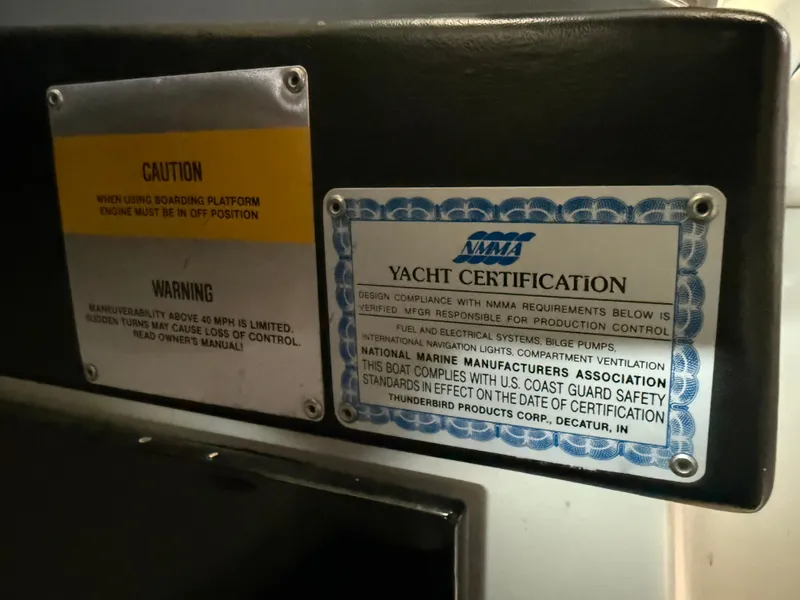 CAUTION
WHEN USING BOARDING PLATFORM
ENGINE MUST BE IN OFF POSITION
WARNING
MANEUVERABILITY ABOVE 40 MPH IS LIMITED.
SUDDEN TURNS MAY CAUSE LOSS OF CONTROL.
READ OWNER'S MANUAL!
NMMA
YACHT CERTIFICATION
DESIGN COMPLIANCE WITH NMMA REQUIREMENTS BELOW IS
VERIFIED. MFGR RESPONSIBLE FOR PRODUCTION CONTROL
FUEL AND ELECTRICAL SYSTEMS, BILGE PUMPS,
INTERNATIONAL NAVIGATION LIGHTS, COMPARTMENT VENTILATION
NATIONAL MARINE MANUFACTURERS ASSOCIATION
THIS BOAT COMPLIES WITH U.S. COAST GUARD SAFETY
STANDARDS IN EFFECT ON THE DATE OF CERTIFICATION
THUNDERBIRD PRODUCTS CORP., DECATUR, IN